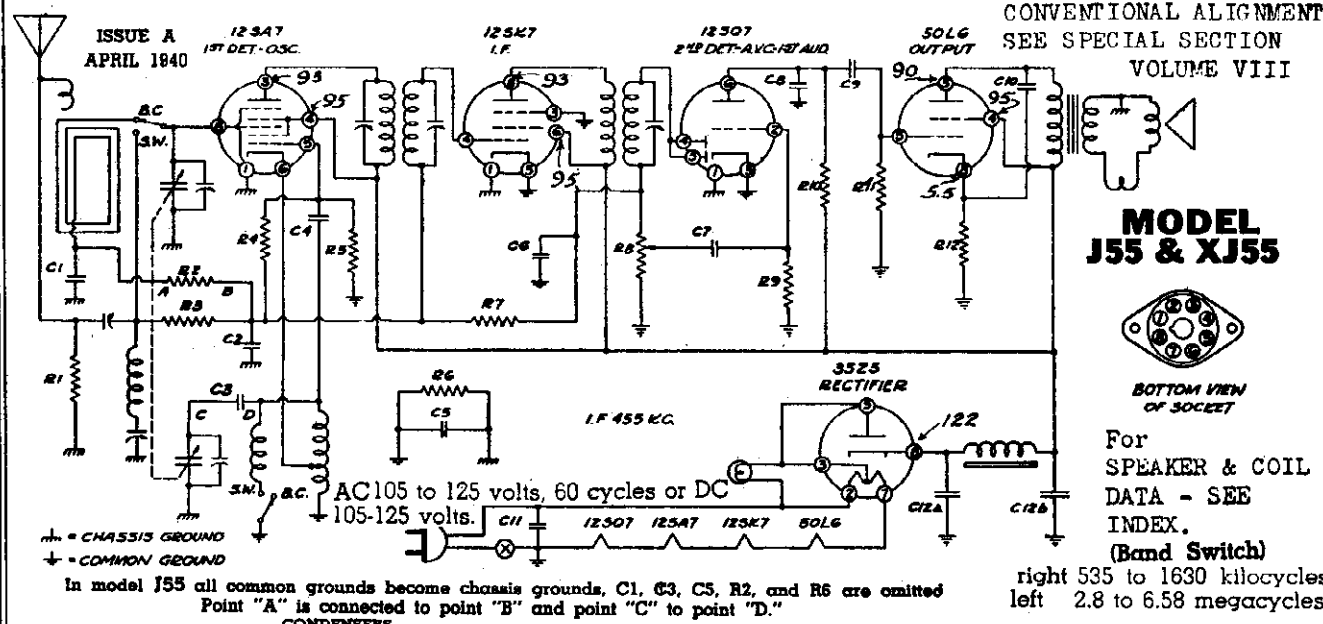 CONVENTIONAL ALIGNMENT
SEE SPECIAL SECTION
VOLUME VIII
ISSUE A
APRIL 1940
12SA7
1ST DET-OSC.
12SK7
I.F.
12SQ7
2ND DET-A.V.C-1ST AUD.
50L6
OUTPUT
95
95
93
95
90
95
5.5
C8
C9
C10
B.C
S.W.
R4
C4
R5
C6
R8
C7
R9
R10
R11
R12
C1
R2
A
B
R3
R7
C2
R1
C3
C
D
S.W.
B.C.
R6
C5
I.F 455 KC.
35Z5
RECTIFIER
122
C12a
C12b
MODEL
J55 & XJ55
BOTTOM VIEW
OF SOCKET
For
SPEAKER & COIL
DATA - SEE
INDEX.
(Band Switch)
right 535 to 1630 kilocycles
left 2.8 to 6.58 megacycles
AC105 to 125 volts, 60 cycles or DC
105-125 volts.
C11
12SQ7 12SA7 12SK7 50L6
= CHASSIS GROUND
= COMMON GROUND
In model J55 all common grounds become chassis grounds, C1, C3, C5, R2, and R6 are omitted
Point "A" is connected to point "B" and point "C" to point "D."
CONDENSERS